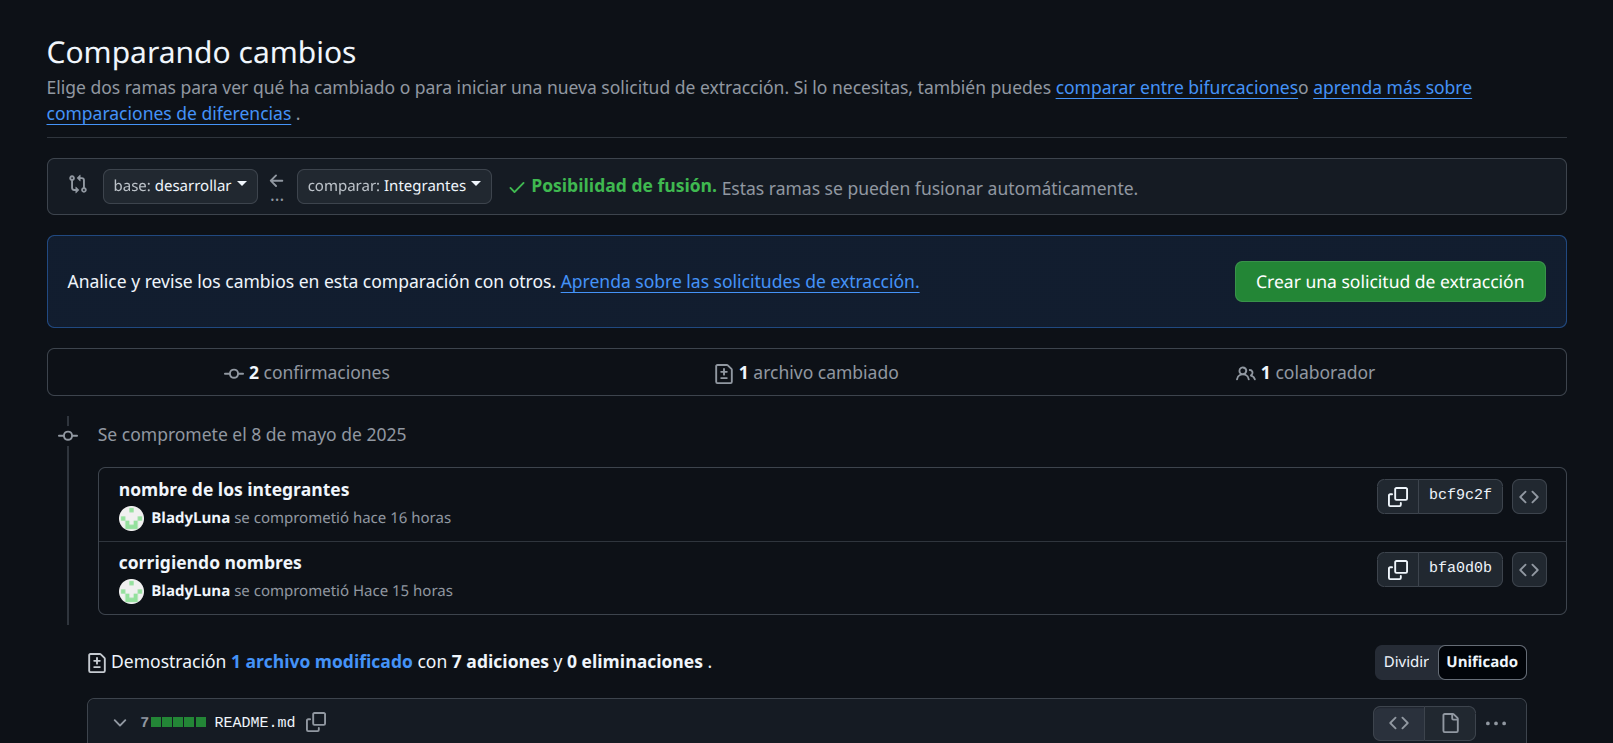 Comparando cambios
Elige dos ramas para ver qué ha cambiado o para iniciar una nueva solicitud de extracción. Si lo necesitas, también puedes comparar entre bifurcacioneso aprenda más sobre
comparaciones de diferencias .
base: desarrollar ← ... comparar: Integrantes ✓ Posibilidad de fusión. Estas ramas se pueden fusionar automáticamente.
Analice y revise los cambios en esta comparación con otros. Aprenda sobre las solicitudes de extracción. Crear una solicitud de extracción
2 confirmaciones 1 archivo cambiado 1 colaborador
Se compromete el 8 de mayo de 2025
nombre de los integrantes bcf9c2f
BladyLuna se comprometió hace 16 horas
corrigiendo nombres bfa0d0b
BladyLuna se comprometió Hace 15 horas
Demostración 1 archivo modificado con 7 adiciones y 0 eliminaciones . Dividir Unificado
7 README.md